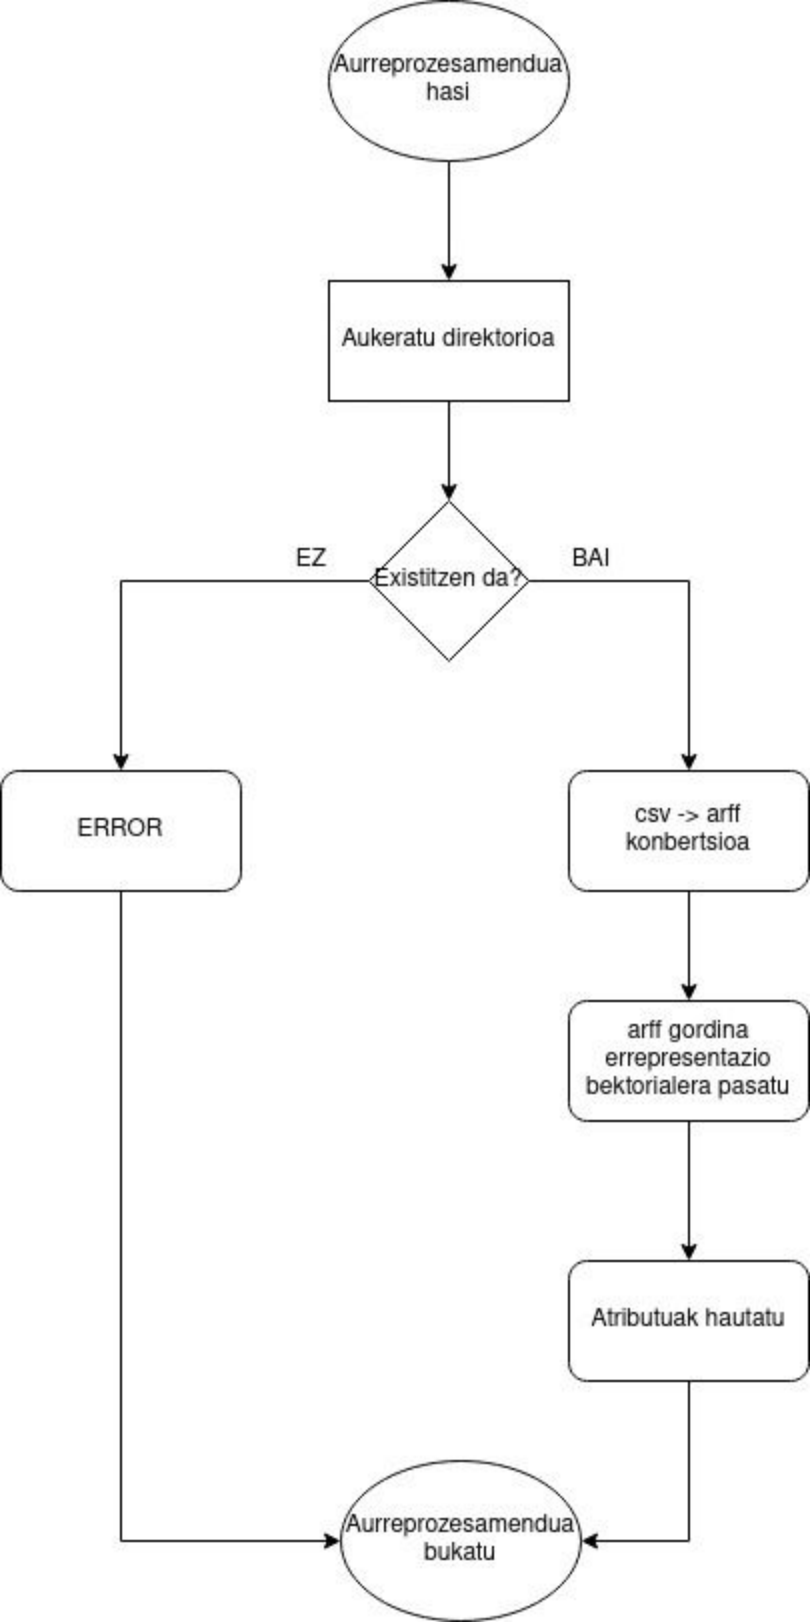 Aurreprozesamendua
hasi
Aukeratu direktorioa
EZ
Existitzen da?
BAI
ERROR
csv -> arff
konbertsioa
arff gordina
errepresentazio
bektorialera pasatu
Atributuak hautatu
Aurreprozesamendua
bukatu